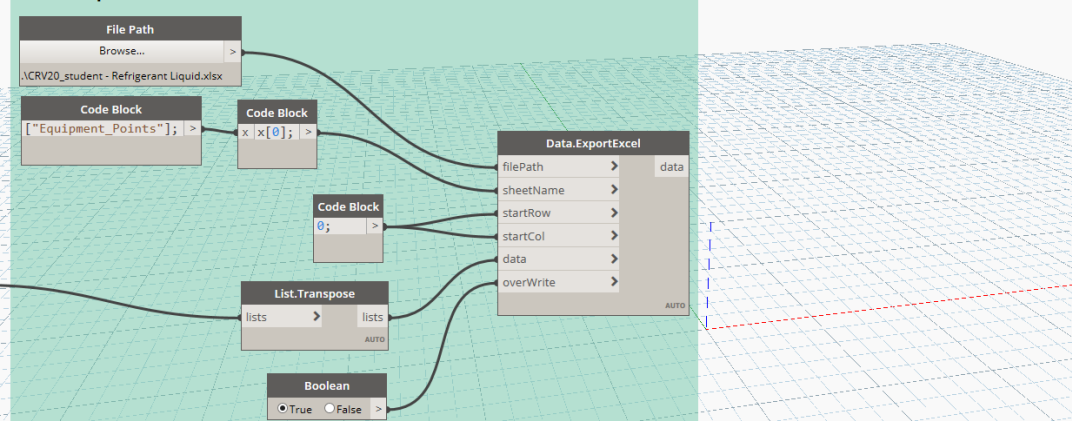 File Path
Browse...
>
.\CRV20_student - Refrigerant Liquid.xlsx
Code Block
["Equipment_Points"]; >
Code Block
x x[0]; >
Data.ExportExcel
filePath > data
sheetName >
startRow >
startCol >
data >
overWrite >
AUTO
Code Block
0; >
List.Transpose
lists > lists
AUTO
Boolean
True False >